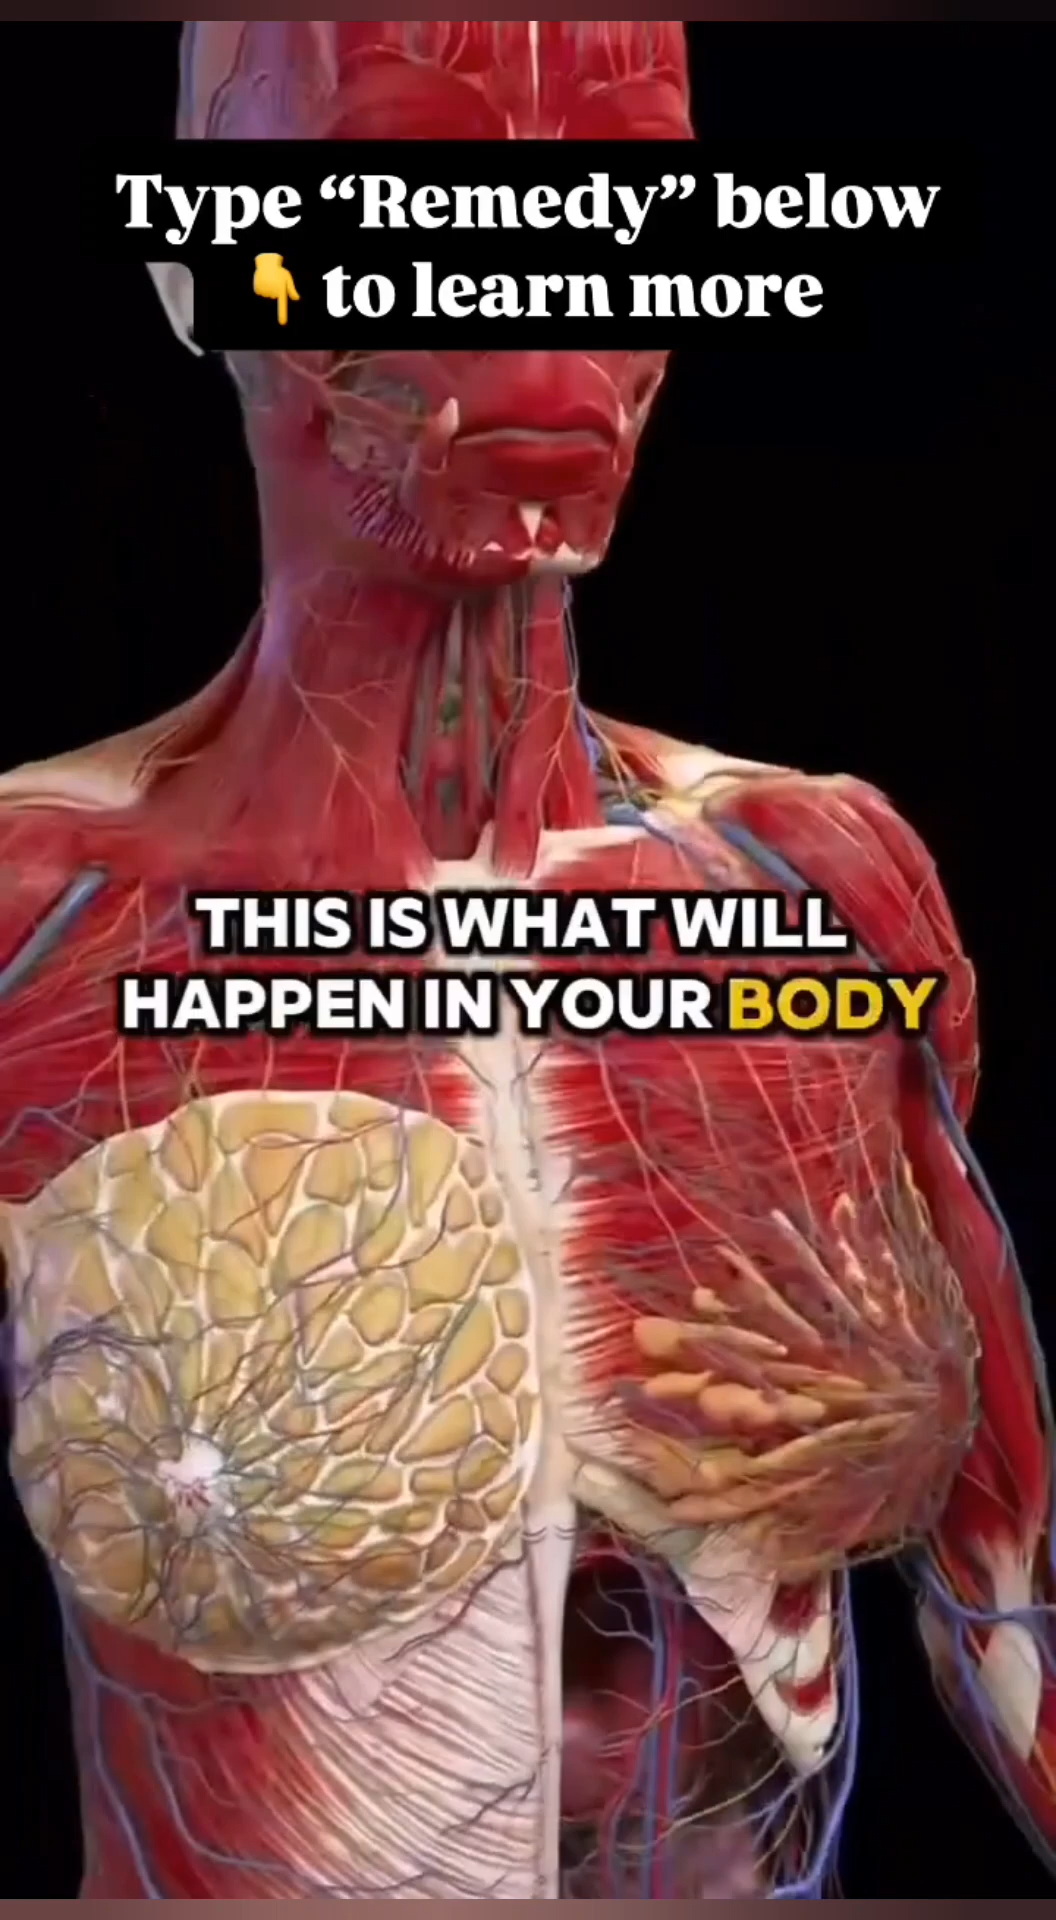 Type “Remedy” below
👇 to learn more
THIS IS WHAT WILL
HAPPEN IN YOUR BODY